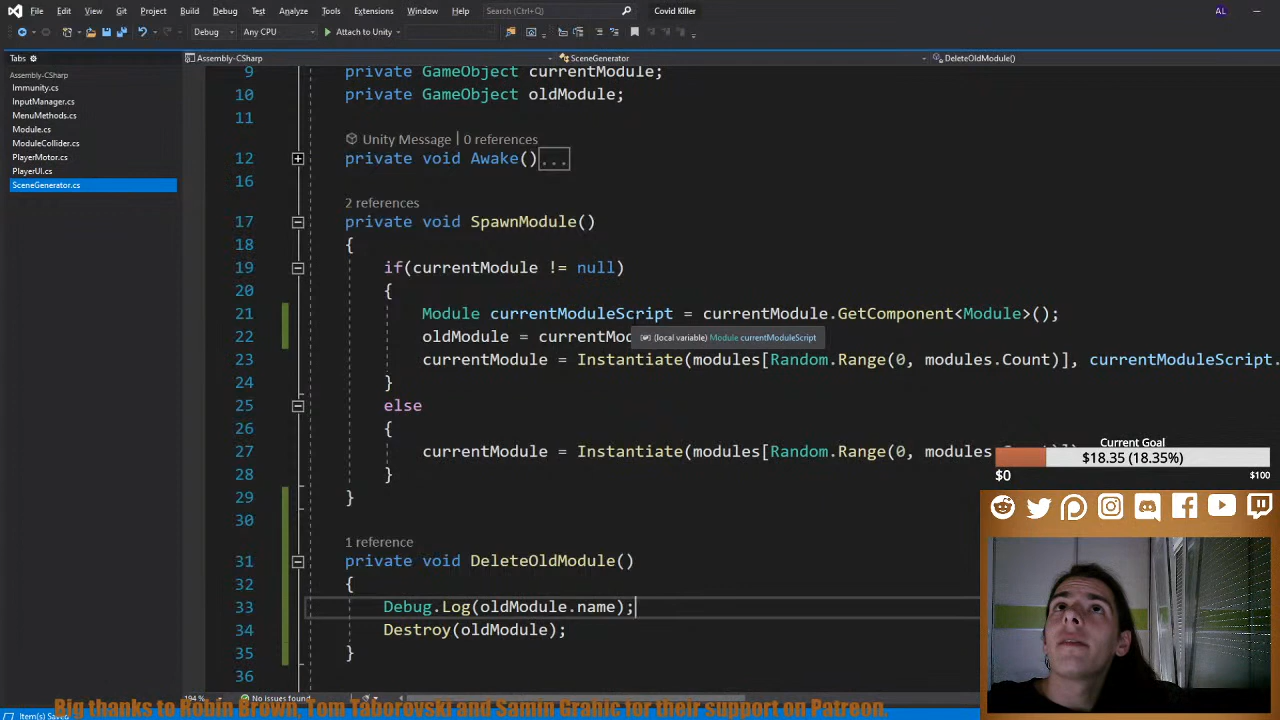 File Edit View Git Project Build Debug Test Analyze Tools Extensions Window Help Search (Ctrl+Q) Covid Killer AL
Debug Any CPU Attach to Unity
Tabs
Assembly-CSharp SceneGenerator DeleteOldModule()
Assembly-CSharp
Immunity.cs
InputManager.cs
MenuMethods.cs
Module.cs
ModuleCollider.cs
PlayerMotor.cs
PlayerUI.cs
SceneGenerator.cs
9 private GameObject currentModule;
10 private GameObject oldModule;
11
Unity Message | 0 references
12 private void Awake()...
16
2 references
17 private void SpawnModule()
18 {
19 if(currentModule != null)
20 {
21 Module currentModuleScript = currentModule.GetComponent<Module>();
22 oldModule = currentMod
(local variable) Module currentModuleScript
23 currentModule = Instantiate(modules[Random.Range(0, modules.Count)], currentModuleScript.
24 }
25 else
26 {
27 currentModule = Instantiate(modules[Random.Range(0, modules.
28 }
29 }
30
1 reference
31 private void DeleteOldModule()
32 {
33 Debug.Log(oldModule.name);
34 Destroy(oldModule);
35 }
36
Current Goal
$18.35 (18.35%)
$0 $100
194 % No issues found
Item(s) Saved
Big thanks to Robin Brown, Tom Taborovski and Samin Grahic for their support on Patreon.